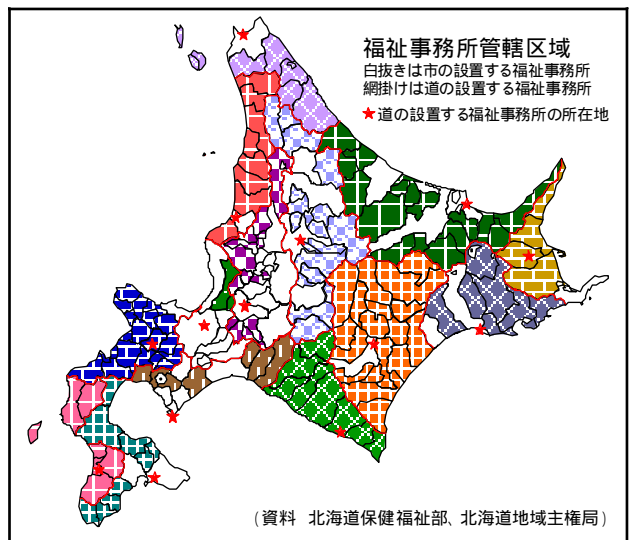 福祉事務所管轄区域
白抜きは市の設置する福祉事務所
網掛けは道の設置する福祉事務所
★道の設置する福祉事務所の所在地
(資料 北海道保健福祉部、北海道地域主権局)